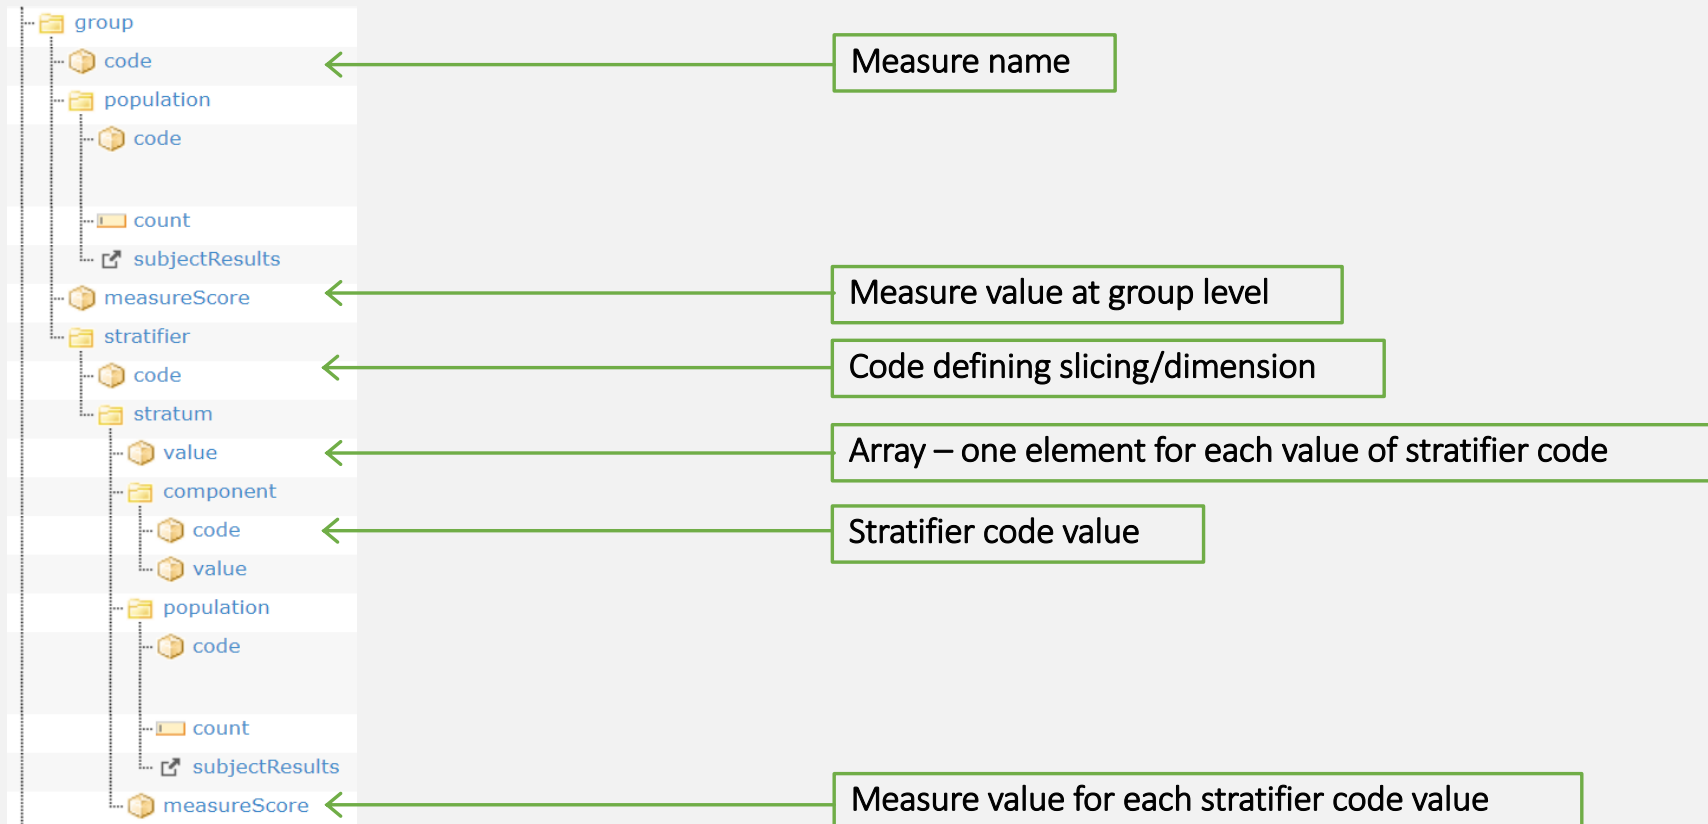 group
code
Measure name
population
code
count
subjectResults
measureScore
Measure value at group level
stratifier
code
Code defining slicing/dimension
stratum
value
Array – one element for each value of stratifier code
component
code
Stratifier code value
value
population
code
count
subjectResults
measureScore
Measure value for each stratifier code value